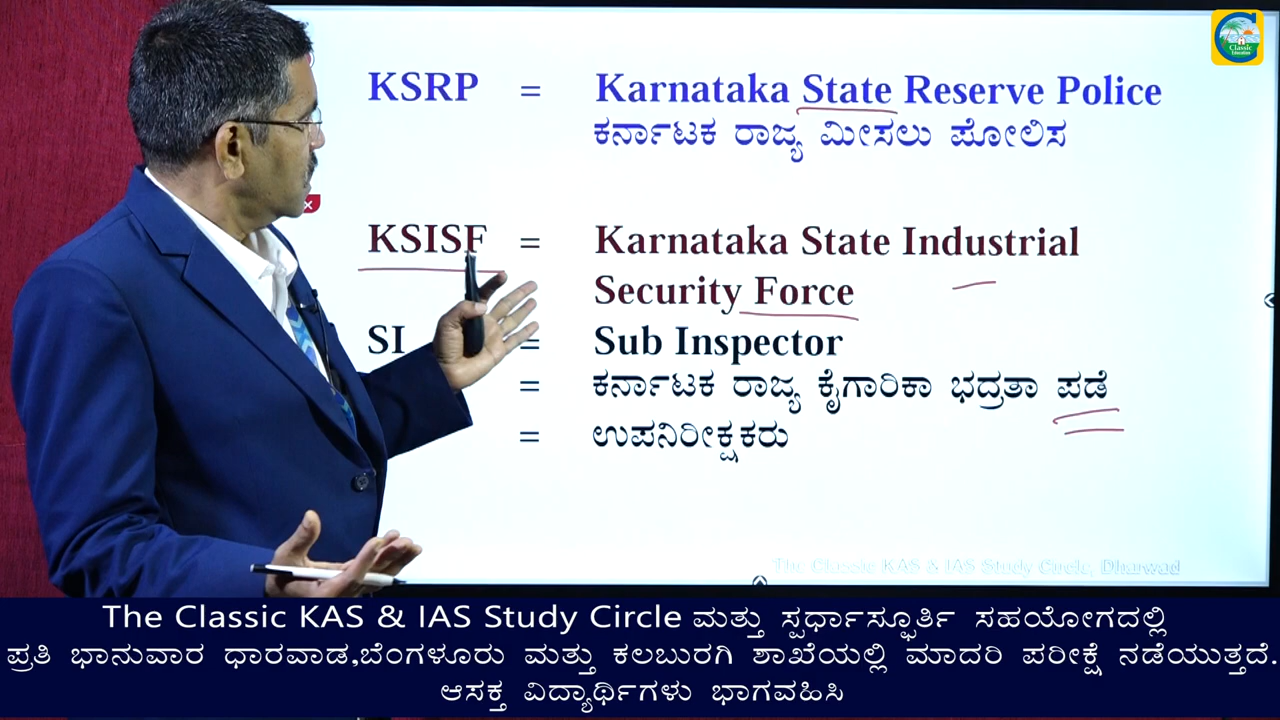 Classic
Education
KSRP = Karnataka State Reserve Police
ಕರ್ನಾಟಕ ರಾಜ್ಯ ಮೀಸಲು ಪೋಲಿಸ
KSISF = Karnataka State Industrial
Security Force
SI = Sub Inspector
= ಕರ್ನಾಟಕ ರಾಜ್ಯ ಕೈಗಾರಿಕಾ ಭದ್ರತಾ ಪಡೆ
= ಉಪನಿರೀಕ್ಷಕರು
The Classic KAS & IAS Study Circle, Dharwad
The Classic KAS & IAS Study Circle ಮತ್ತು ಸ್ಪರ್ಧಾಸ್ಫೂರ್ತಿ ಸಹಯೋಗದಲ್ಲಿ
ಪ್ರತಿ ಭಾನುವಾರ ಧಾರವಾಡ,ಬೆಂಗಳೂರು ಮತ್ತು ಕಲಬುರಗಿ ಶಾಖೆಯಲ್ಲಿ ಮಾದರಿ ಪರೀಕ್ಷೆ ನಡೆಯುತ್ತದೆ.
ಆಸಕ್ತ ವಿದ್ಯಾರ್ಥಿಗಳು ಭಾಗವಹಿಸಿ